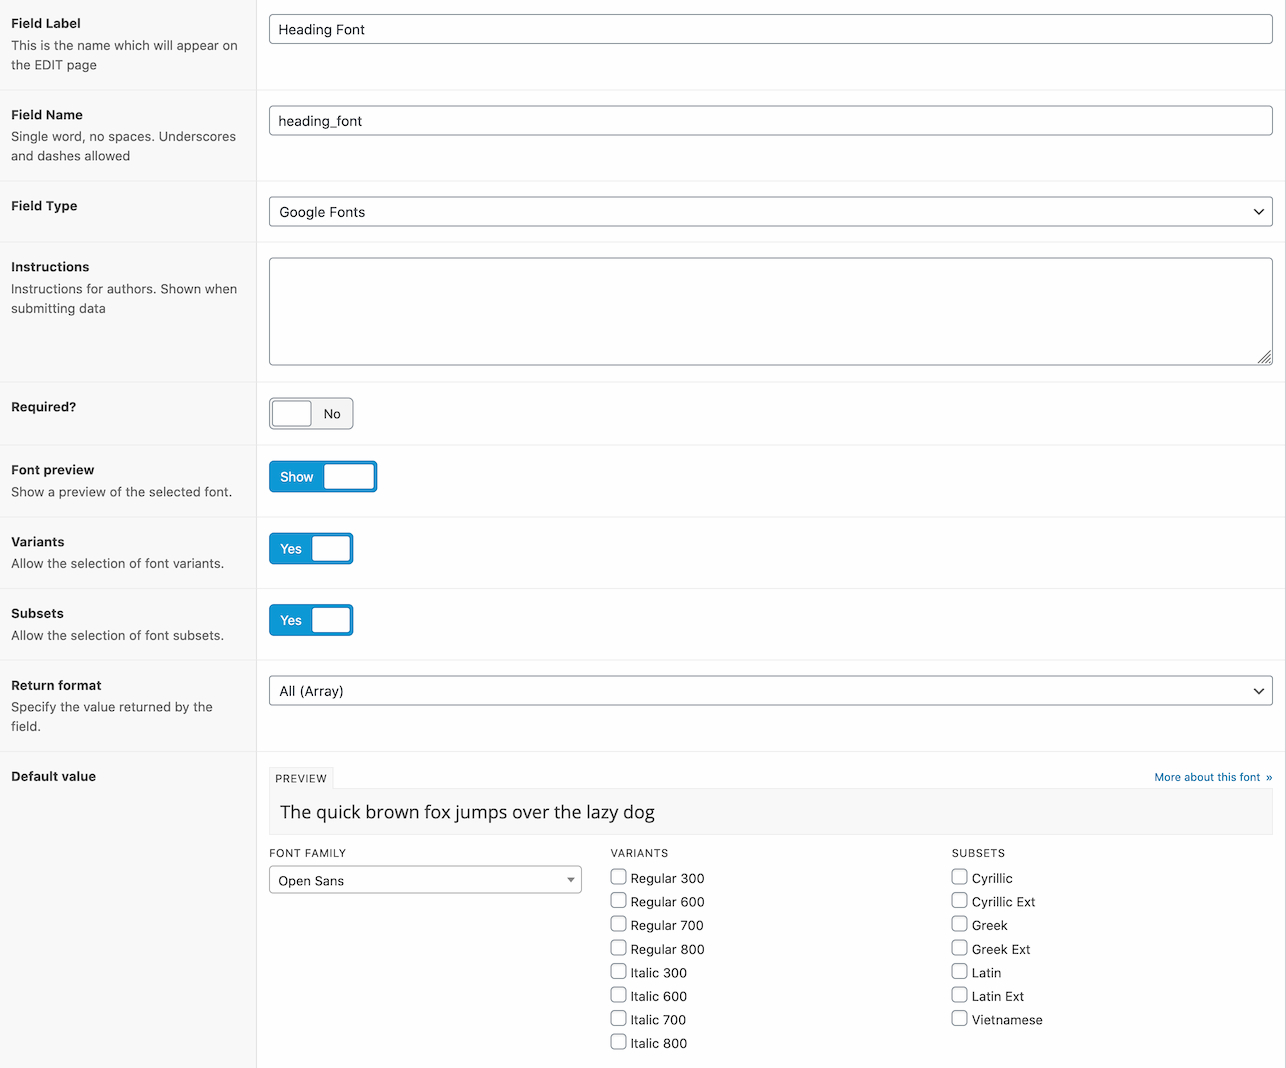 Field Label
This is the name which will appear on
the EDIT page
Heading Font
Field Name
Single word, no spaces. Underscores
and dashes allowed
heading_font
Field Type
Google Fonts
Instructions
Instructions for authors. Shown when
submitting data
Required?
No
Font preview
Show a preview of the selected font.
Show
Variants
Allow the selection of font variants.
Yes
Subsets
Allow the selection of font subsets.
Yes
Return format
Specify the value returned by the
field.
All (Array)
Default value
PREVIEW
More about this font »
The quick brown fox jumps over the lazy dog
FONT FAMILY
Open Sans
VARIANTS
Regular 300
Regular 600
Regular 700
Regular 800
Italic 300
Italic 600
Italic 700
Italic 800
SUBSETS
Cyrillic
Cyrillic Ext
Greek
Greek Ext
Latin
Latin Ext
Vietnamese